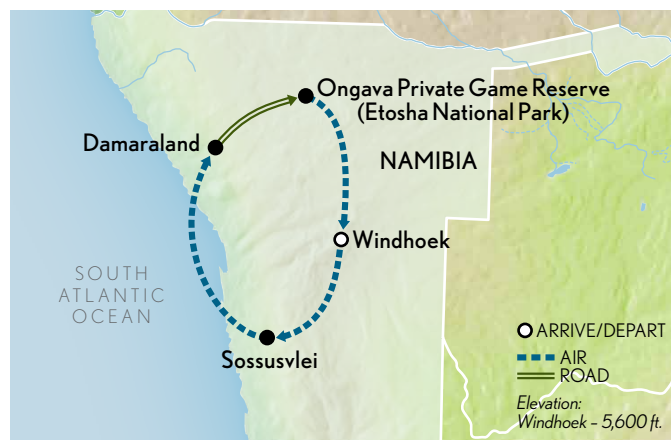 Ongava Private Game Reserve
(Etosha National Park)
Damaraland
NAMIBIA
Windhoek
SOUTH
ATLANTIC
OCEAN
Sossusvlei
ARRIVE/DEPART
AIR
ROAD
Elevation:
Windhoek – 5,600 ft.